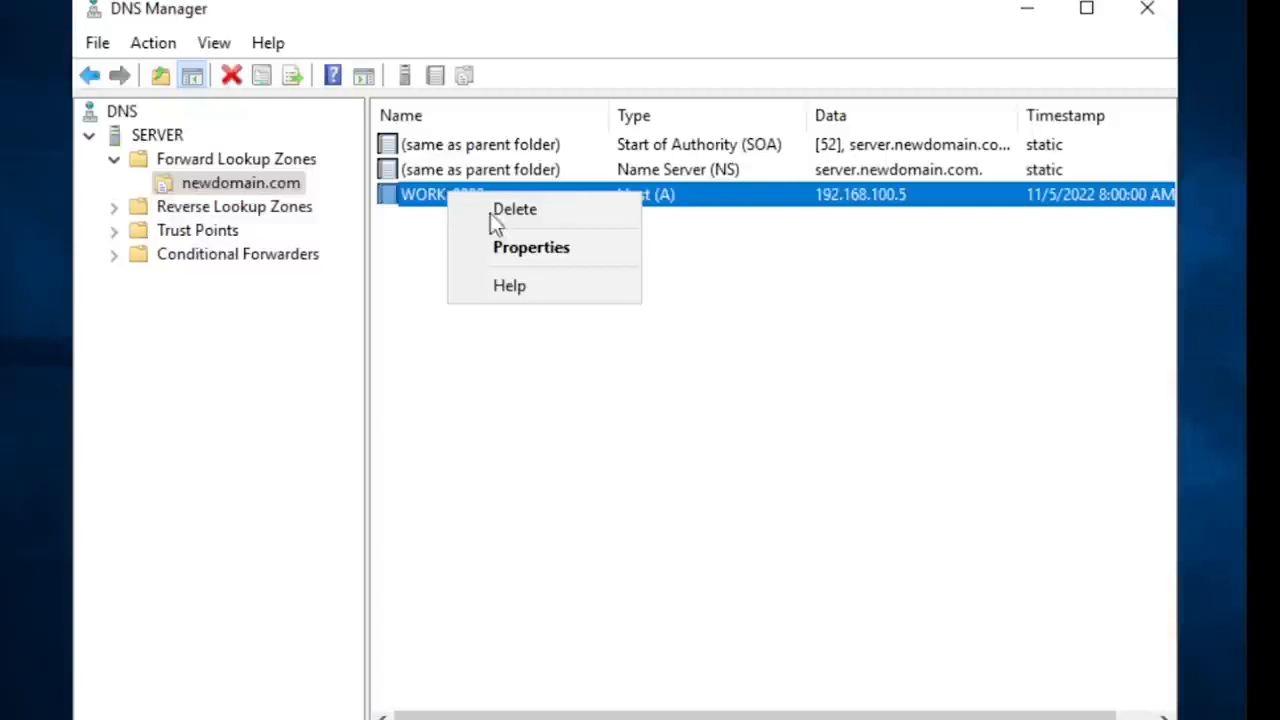 DNS Manager
File Action View Help
DNS
SERVER
Forward Lookup Zones
newdomain.com
Reverse Lookup Zones
Trust Points
Conditional Forwarders
Name Type Data Timestamp
(same as parent folder) Start of Authority (SOA) [52], server.newdomain.co... static
(same as parent folder) Name Server (NS) server.newdomain.com. static
(A) 192.168.100.5 11/5/2022 8:00:00 AM
Delete
Properties
Help